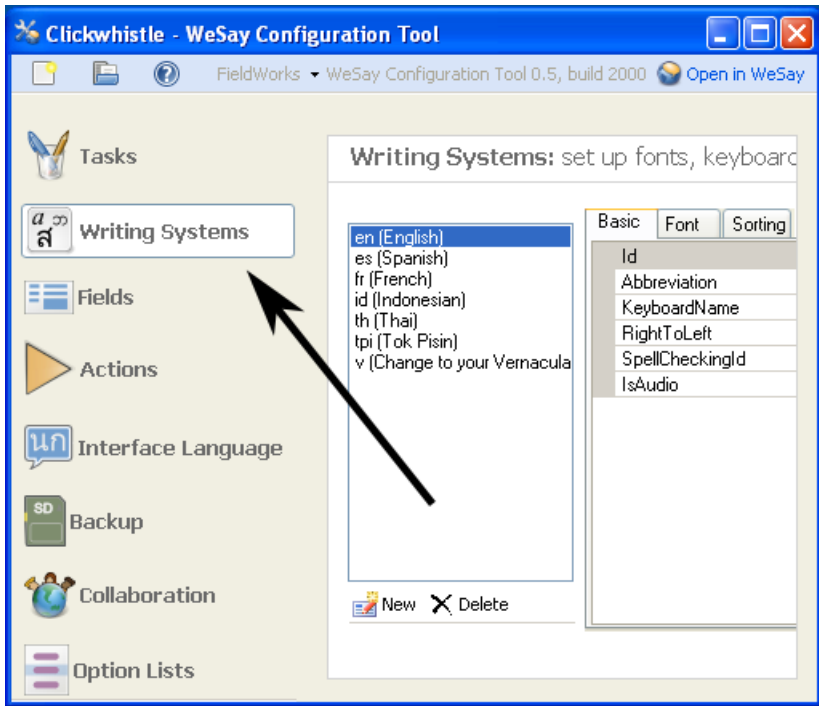 Clickwhistle - WeSay Configuration Tool
FieldWorks WeSay Configuration Tool 0.5, build 2000 Open in WeSay
Tasks
Writing Systems
Fields
Actions
Interface Language
Backup
Collaboration
Option Lists
a ဘ ส
นก
SD
Writing Systems: set up fonts, keyboard
en (English)
es (Spanish)
fr (French)
id (Indonesian)
th (Thai)
tpi (Tok Pisin)
v (Change to your Vernacula
New Delete
Basic Font Sorting
Id
Abbreviation
KeyboardName
RightToLeft
SpellCheckingId
IsAudio